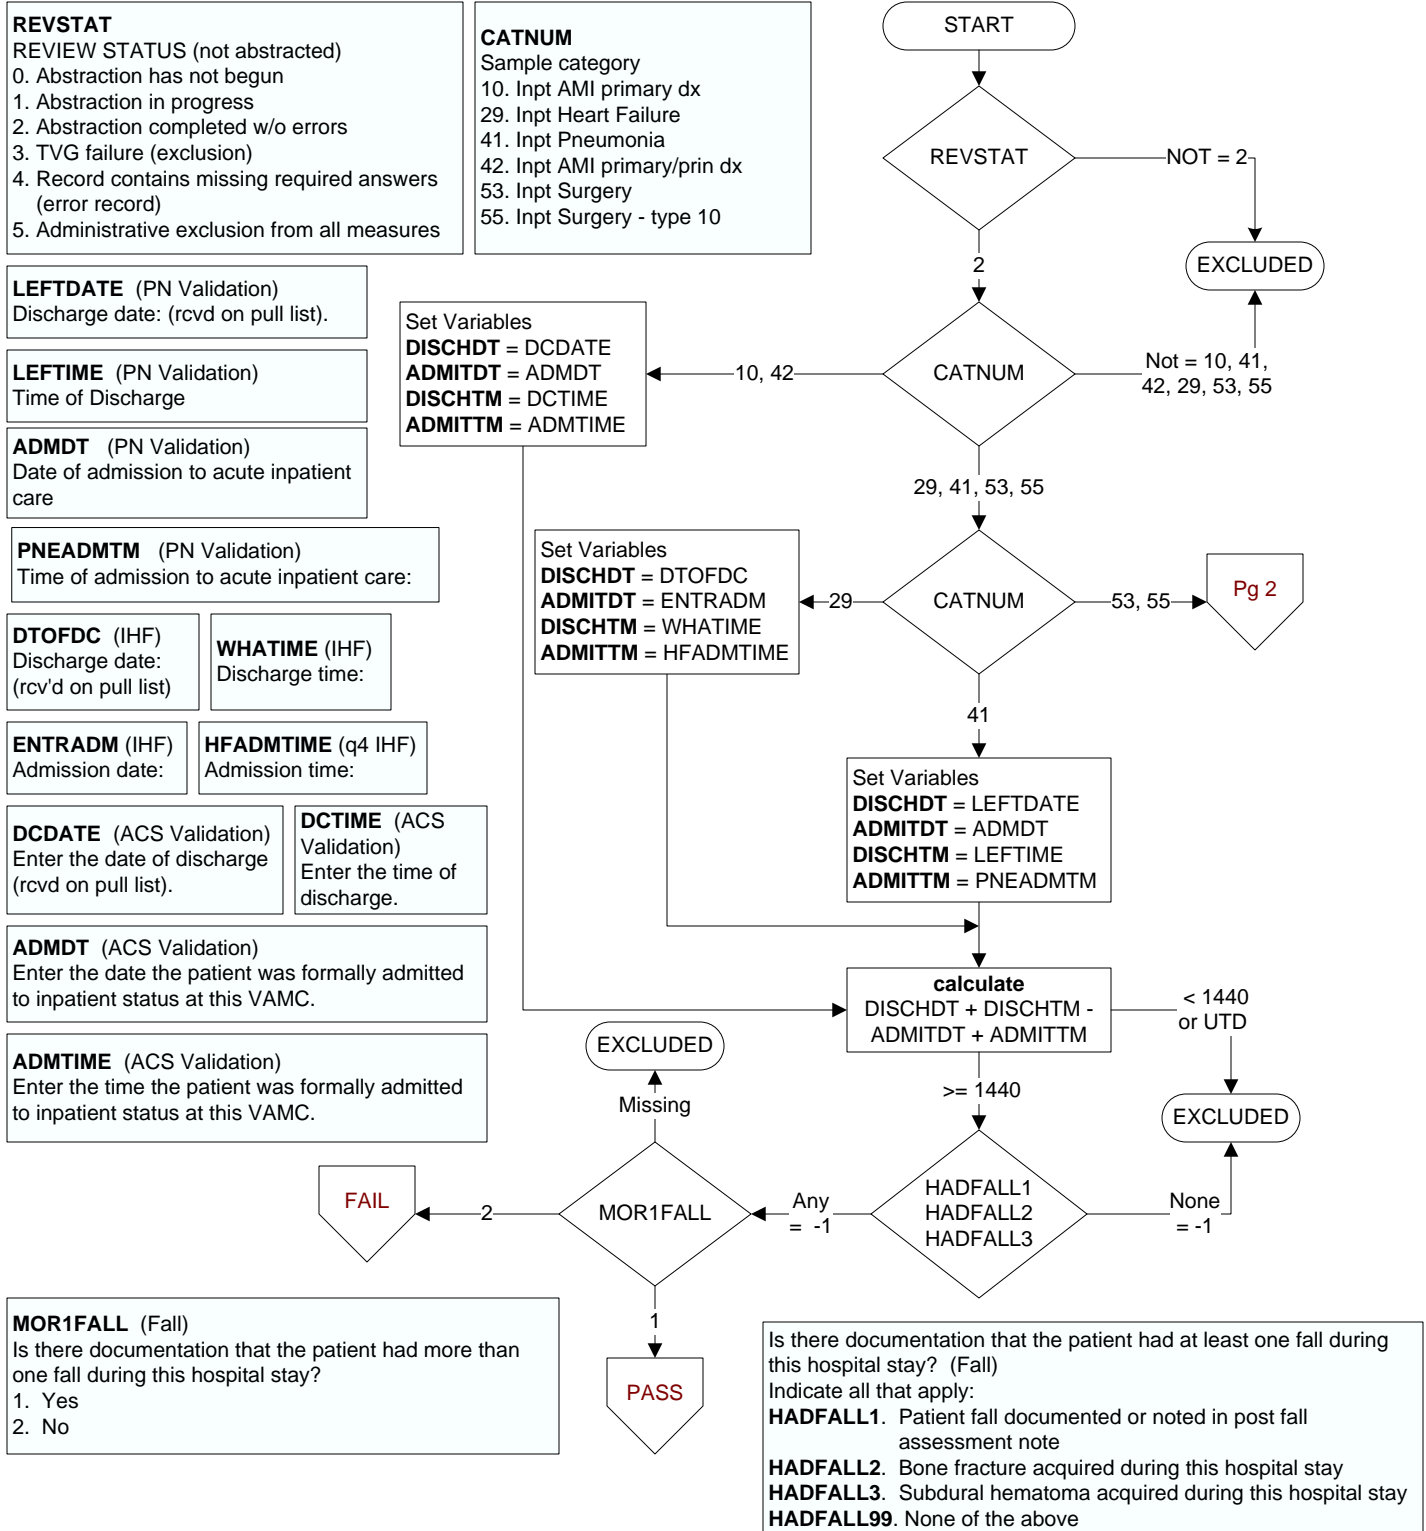 REVSTAT
REVIEW STATUS (not abstracted)
0. Abstraction has not begun
1. Abstraction in progress
2. Abstraction completed w/o errors
3. TVG failure (exclusion)
4. Record contains missing required answers
(error record)
5. Administrative exclusion from all measures
CATNUM
Sample category
10. Inpt AMI primary dx
29. Inpt Heart Failure
41. Inpt Pneumonia
42. Inpt AMI primary/prin dx
53. Inpt Surgery
55. Inpt Surgery - type 10
START
REVSTAT
NOT = 2
EXCLUDED
2
LEFTDATE (PN Validation)
Discharge date: (rcvd on pull list).
LEFTIME (PN Validation)
Time of Discharge
ADMDT (PN Validation)
Date of admission to acute inpatient
care
PNEADMTM (PN Validation)
Time of admission to acute inpatient care:
DTOFDC (IHF)
Discharge date:
(rcv'd on pull list)
WHATIME (IHF)
Discharge time:
ENTRADM (IHF)
Admission date:
HFADMTIME (q4 IHF)
Admission time:
DCDATE (ACS Validation)
Enter the date of discharge
(rcvd on pull list).
DCTIME (ACS
Validation)
Enter the time of
discharge.
ADMDT (ACS Validation)
Enter the date the patient was formally admitted
to inpatient status at this VAMC.
ADMTIME (ACS Validation)
Enter the time the patient was formally admitted
to inpatient status at this VAMC.
CATNUM
Not = 10, 41,
42, 29, 53, 55
10, 42
Set Variables
DISCHDT = DCDATE
ADMITDT = ADMDT
DISCHTM = DCTIME
ADMITTM = ADMTIME
29, 41, 53, 55
CATNUM
53, 55
Pg 2
29
Set Variables
DISCHDT = DTOFDC
ADMITDT = ENTRADM
DISCHTM = WHATIME
ADMITTM = HFADMTIME
41
Set Variables
DISCHDT = LEFTDATE
ADMITDT = ADMDT
DISCHTM = LEFTIME
ADMITTM = PNEADMTM
calculate
DISCHDT + DISCHTM -
ADMITDT + ADMITTM
< 1440
or UTD
EXCLUDED
>= 1440
HADFALL1
HADFALL2
HADFALL3
None
= -1
Any
= -1
MOR1FALL
Missing
EXCLUDED
2
FAIL
1
PASS
MOR1FALL (Fall)
Is there documentation that the patient had more than
one fall during this hospital stay?
1. Yes
2. No
Is there documentation that the patient had at least one fall during
this hospital stay? (Fall)
Indicate all that apply:
HADFALL1. Patient fall documented or noted in post fall
assessment note
HADFALL2. Bone fracture acquired during this hospital stay
HADFALL3. Subdural hematoma acquired during this hospital stay
HADFALL99. None of the above